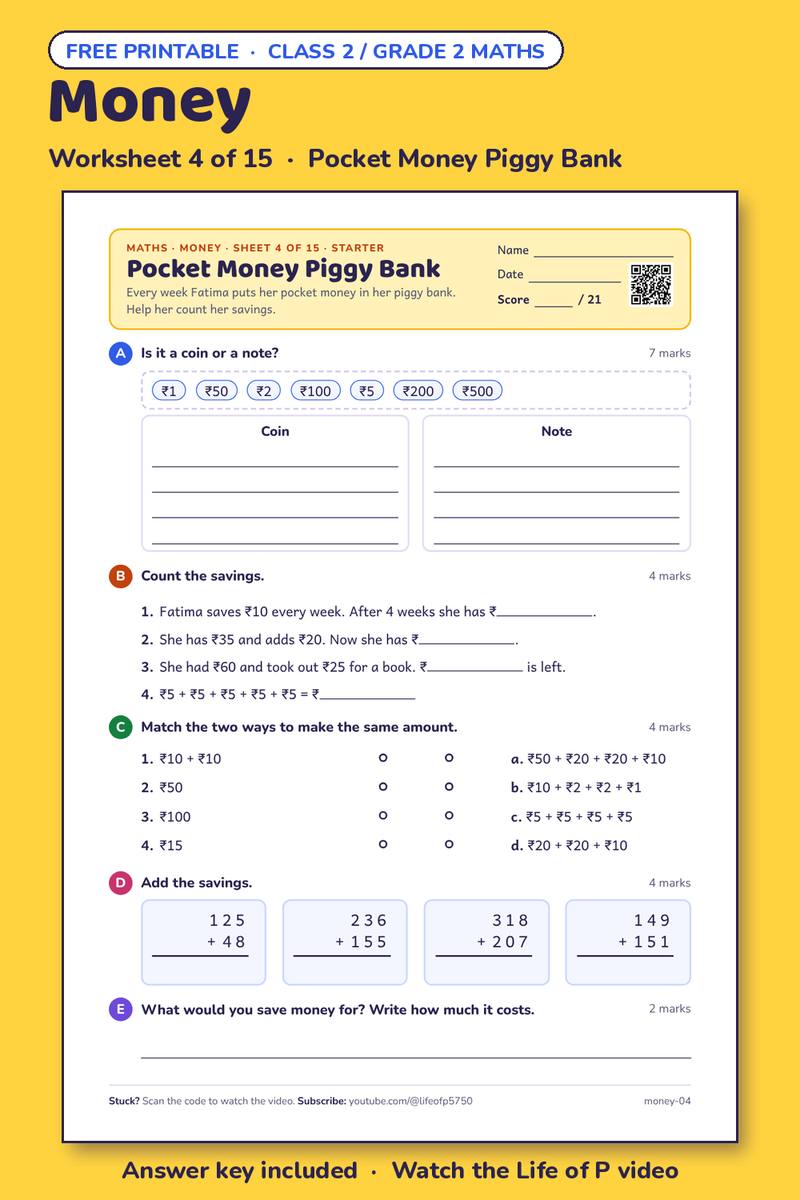 FREE PRINTABLE · CLASS 2 / GRADE 2 MATHS
Money
Worksheet 4 of 15 · Pocket Money Piggy Bank
MATHS · MONEY · SHEET 4 OF 15 · STARTER
Pocket Money Piggy Bank
Every week Fatima puts her pocket money in her piggy bank.
Help her count her savings.
Name
Date
Score ______ / 21
A Is it a coin or a note? 7 marks
₹1 ₹50 ₹2 ₹100 ₹5 ₹200 ₹500
Coin Note
B Count the savings. 4 marks
1. Fatima saves ₹10 every week. After 4 weeks she has ₹______________.
2. She has ₹35 and adds ₹20. Now she has ₹______________.
3. She had ₹60 and took out ₹25 for a book. ₹______________ is left.
4. ₹5 + ₹5 + ₹5 + ₹5 + ₹5 = ₹______________
C Match the two ways to make the same amount. 4 marks
1. ₹10 + ₹10 a. ₹50 + ₹20 + ₹20 + ₹10
2. ₹50 b. ₹10 + ₹2 + ₹2 + ₹1
3. ₹100 c. ₹5 + ₹5 + ₹5 + ₹5
4. ₹15 d. ₹20 + ₹20 + ₹10
D Add the savings. 4 marks
125 236 318 149
+ 48 + 155 + 207 + 151
E What would you save money for? Write how much it costs. 2 marks
Stuck? Scan the code to watch the video. Subscribe: youtube.com/@lifeofp5750 money-04
Answer key included · Watch the Life of P video